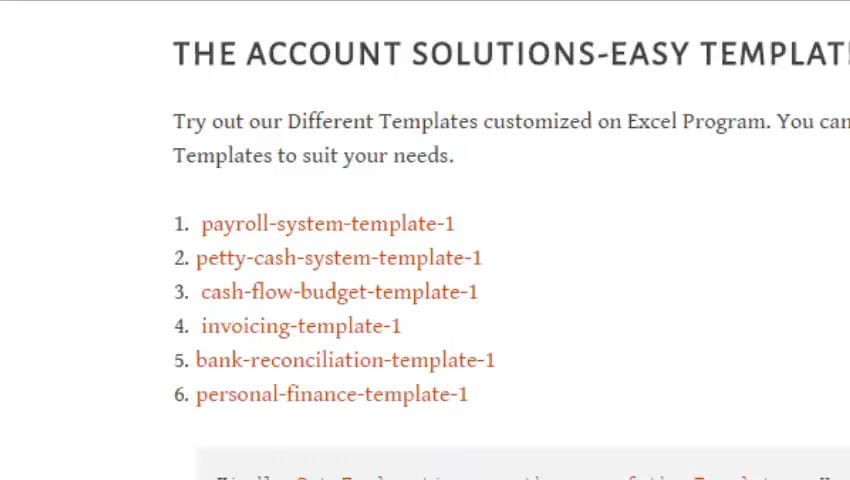 THE ACCOUNT SOLUTIONS-EASY
Try out our Different Templates customized on Excel Program. You can
Templates to suit your needs.
1. payroll-system-template-1
2. petty-cash-system-template-1
3. cash-flow-budget-template-1
4. invoicing-template-1
5. bank-reconciliation-template-1
6. personal-finance-template-1